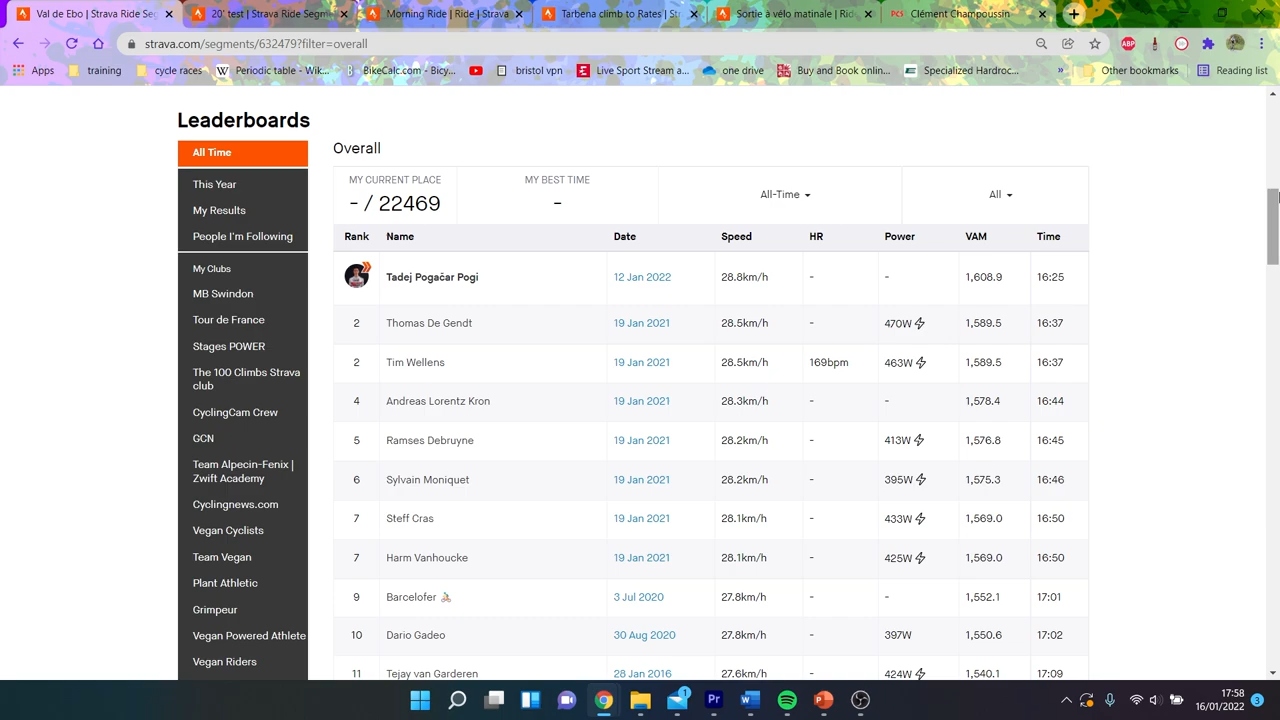 Val de Ebo | Strava Ride Seg
20' test | Strava Ride Segme
Morning Ride | Ride | Strava
Tarbena climb to Rates | Str
Sortie à vélo matinale | Rid
PCS Clément Champoussin
strava.com/segments/632479?filter=overall
Apps training cycle races Periodic table - Wik... BikeCalc.com - Bicy... bristol vpn Live Sport Stream a... one drive Buy and Book onlin... Specialized Hardroc... » Other bookmarks Reading list
Leaderboards
All Time
This Year
My Results
People I'm Following
My Clubs
MB Swindon
Tour de France
Stages POWER
The 100 Climbs Strava
club
CyclingCam Crew
GCN
Team Alpecin-Fenix |
Zwift Academy
Cyclingnews.com
Vegan Cyclists
Team Vegan
Plant Athletic
Grimpeur
Vegan Powered Athlete
Vegan Riders
Overall
MY CURRENT PLACE MY BEST TIME
- / 22469 - All-Time All
Rank Name Date Speed HR Power VAM Time
Tadej Pogačar Pogi 12 Jan 2022 28.8km/h - - 1,608.9 16:25
2 Thomas De Gendt 19 Jan 2021 28.5km/h - 470W 1,589.5 16:37
2 Tim Wellens 19 Jan 2021 28.5km/h 169bpm 463W 1,589.5 16:37
4 Andreas Lorentz Kron 19 Jan 2021 28.3km/h - - 1,578.4 16:44
5 Ramses Debruyne 19 Jan 2021 28.2km/h - 413W 1,576.8 16:45
6 Sylvain Moniquet 19 Jan 2021 28.2km/h - 395W 1,575.3 16:46
7 Steff Cras 19 Jan 2021 28.1km/h - 433W 1,569.0 16:50
7 Harm Vanhoucke 19 Jan 2021 28.1km/h - 425W 1,569.0 16:50
9 Barcelofer 🚴 3 Jul 2020 27.8km/h - - 1,552.1 17:01
10 Dario Gadeo 30 Aug 2020 27.8km/h - 397W 1,550.6 17:02
11 Tejay van Garderen 28 Jan 2016 27.6km/h - 424W 1,540.1 17:09
17:58
16/01/2022